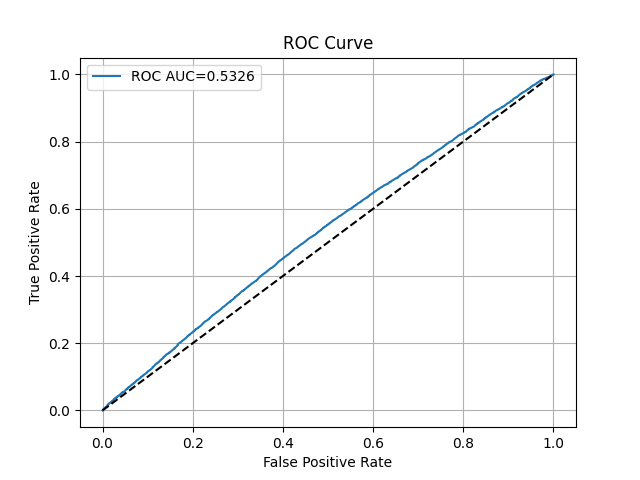 ROC Curve
ROC AUC=0.5326
True Positive Rate
1.0
0.8
0.6
0.4
0.2
0.0
0.0 0.2 0.4 0.6 0.8 1.0
False Positive Rate